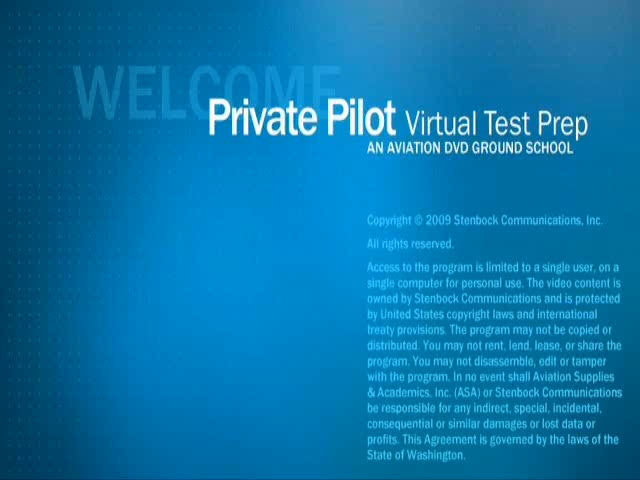 WELCOME
Private Pilot Virtual Test Prep
AN AVIATION DVD GROUND SCHOOL
Copyright © 2009 Stenbock Communications, Inc.
All rights reserved.
Access to the program is limited to a single user, on a
single computer for personal use. The video content is
owned by Stenbock Communications and is protected
by United States copyright laws and international
treaty provisions. The program may not be copied or
distributed. You may not rent, lend, lease, or share the
program. You may not disassemble, edit or tamper
with the program. In no event shall Aviation Supplies
& Academics, Inc. (ASA) or Stenbock Communications
be responsible for any indirect, special, incidental,
consequential or similar damages or lost data or
profits. This Agreement is governed by the laws of the
State of Washington.